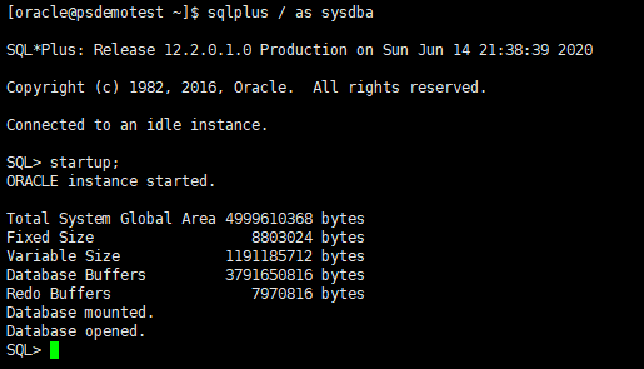 [oracle@psdemotest ~]$ sqlplus / as sysdba
SQL*Plus: Release 12.2.0.1.0 Production on Sun Jun 14 21:38:39 2020
Copyright (c) 1982, 2016, Oracle.  All rights reserved.
Connected to an idle instance.
SQL> startup;
ORACLE instance started.
Total System Global Area 4999610368 bytes
Fixed Size                  8803024 bytes
Variable Size            1191185712 bytes
Database Buffers         3791650816 bytes
Redo Buffers                7970816 bytes
Database mounted.
Database opened.
SQL>